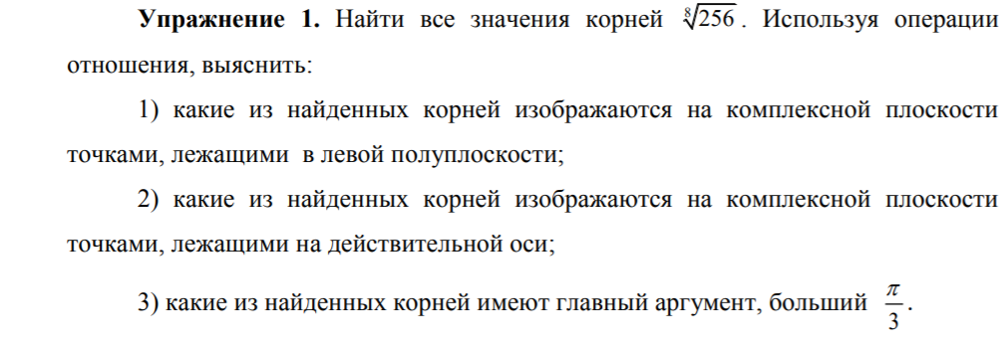 Упражнение 1. Найти все значения корней $\sqrt[8]{256}$. Используя операции
отношения, выяснить:
1) какие из найденных корней изображаются на комплексной плоскости
точками, лежащими в левой полуплоскости;
2) какие из найденных корней изображаются на комплексной плоскости
точками, лежащими на действительной оси;
3) какие из найденных корней имеют главный аргумент, больший $\frac{\pi}{3}$.